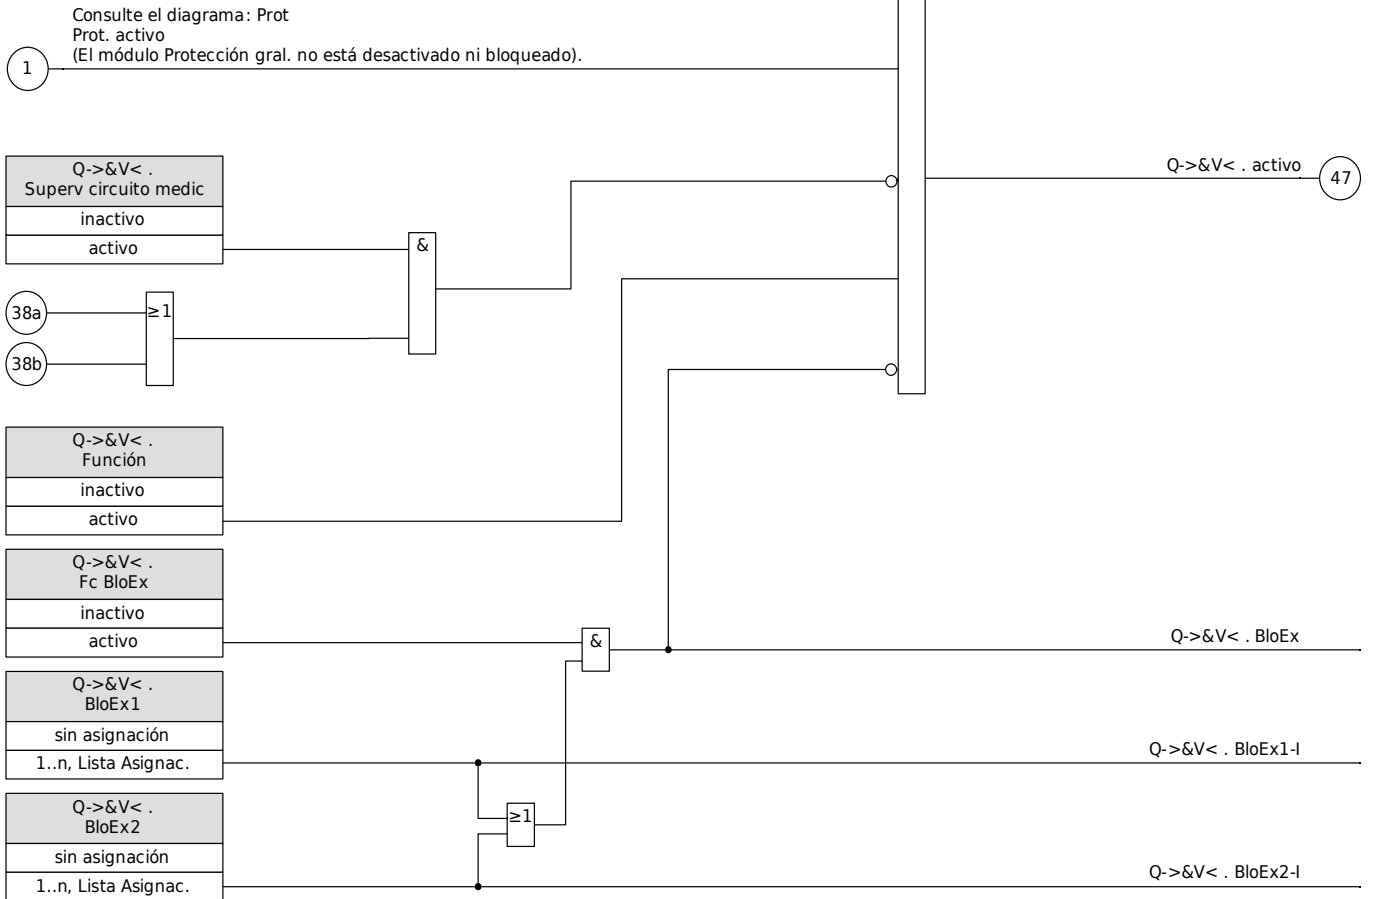 Consulte el diagrama: Prot
Prot. activo
(El módulo Protección gral. no está desactivado ni bloqueado).
1
Q->&V< . activo
47
Q->&V< .
Superv circuito medic
inactivo
activo
&
38a
≥1
38b
Q->&V< .
Función
inactivo
activo
Q->&V< .
Fc BloEx
inactivo
activo
&
Q->&V< . BloEx
Q->&V< .
BloEx1
sin asignación
1..n, Lista Asignac.
Q->&V< . BloEx1-I
≥1
Q->&V< .
BloEx2
sin asignación
1..n, Lista Asignac.
Q->&V< . BloEx2-I